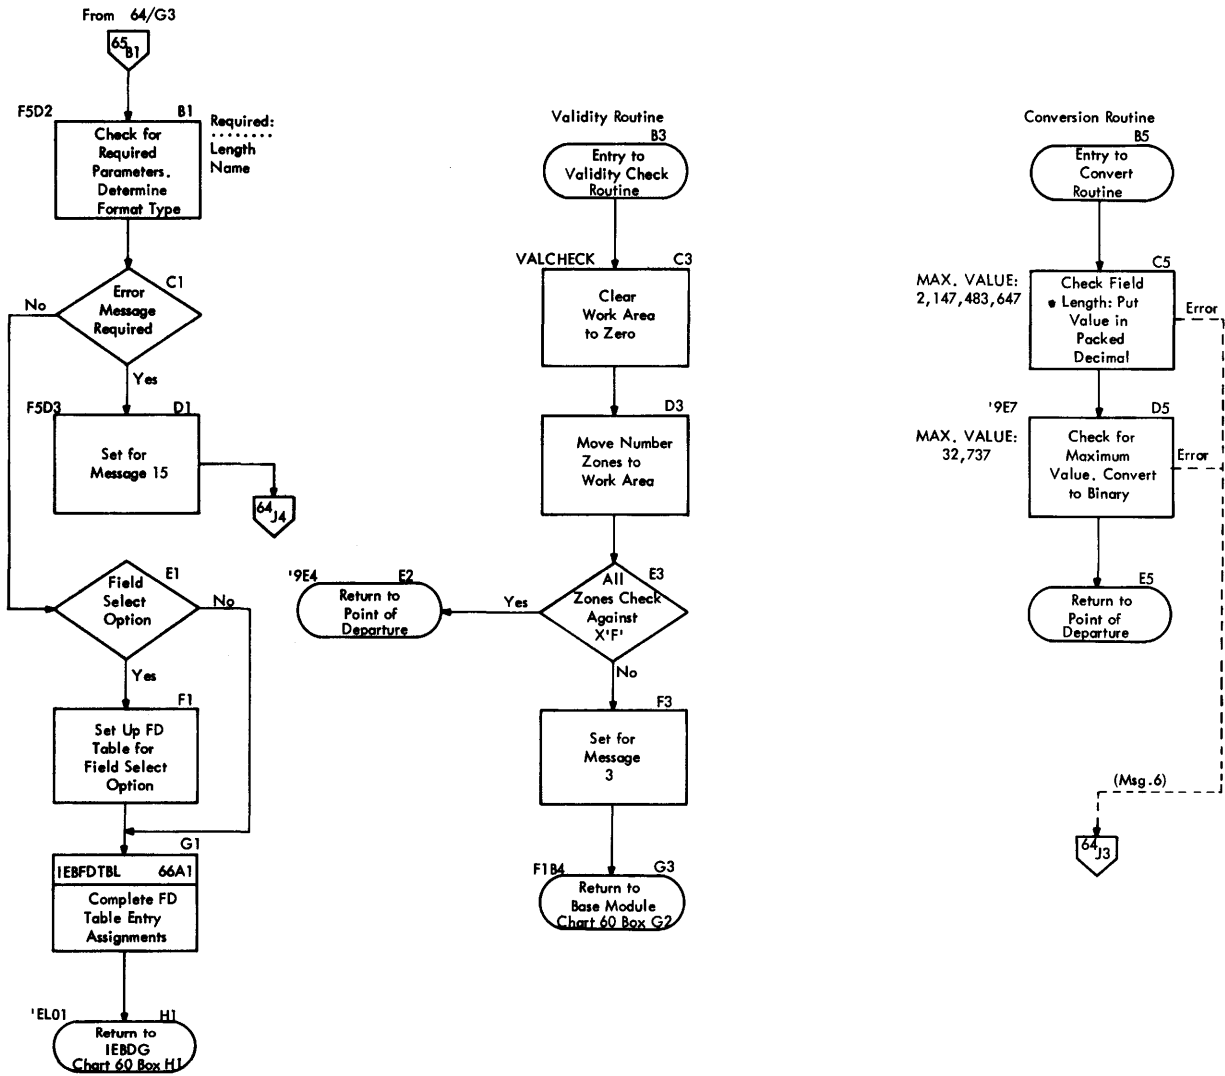 From 64/G3
65 B1
F5D2 B1
Check for
Required
Parameters.
Determine
Format Type
Required:
Length
Name
C1
Error
Message
Required
No
Yes
F5D3 D1
Set for
Message 15
64 J4
E1
Field
Select
Option
No
Yes
F1
Set Up FD
Table for
Field Select
Option
G1
IEBFDTBL 66A1
Complete FD
Table Entry
Assignments
'EL01 H1
Return to
IEBDG
Chart 60 Box H1
Validity Routine
B3
Entry to
Validity Check
Routine
VALCHECK C3
Clear
Work Area
to Zero
D3
Move Number
Zones to
Work Area
E3
All
Zones Check
Against
X'F'
Yes
'9E4 E2
Return to
Point of
Departure
No
F3
Set for
Message
3
F1B4 G3
Return to
Base Module
Chart 60 Box G2
Conversion Routine
B5
Entry to
Convert
Routine
C5
MAX. VALUE:
2,147,483,647
Check Field
• Length: Put
Value in
Packed
Decimal
Error
'9E7 D5
MAX. VALUE:
32,737
Check for
Maximum
Value. Convert
to Binary
Error
E5
Return to
Point of
Departure
(Msg.6)
64 J3